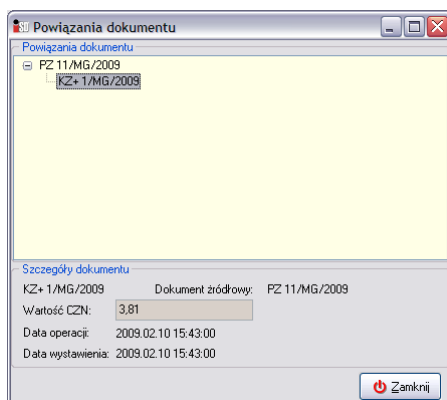 Powiązania dokumentu
Powiązania dokumentu
PZ 11/MG/2009
KZ+ 1/MG/2009
Szczegóły dokumentu
KZ+ 1/MG/2009 Dokument źródłowy: PZ 11/MG/2009
Wartość CZN: 3,81
Data operacji: 2009.02.10 15:43:00
Data wystawienia: 2009.02.10 15:43:00
Zamknij